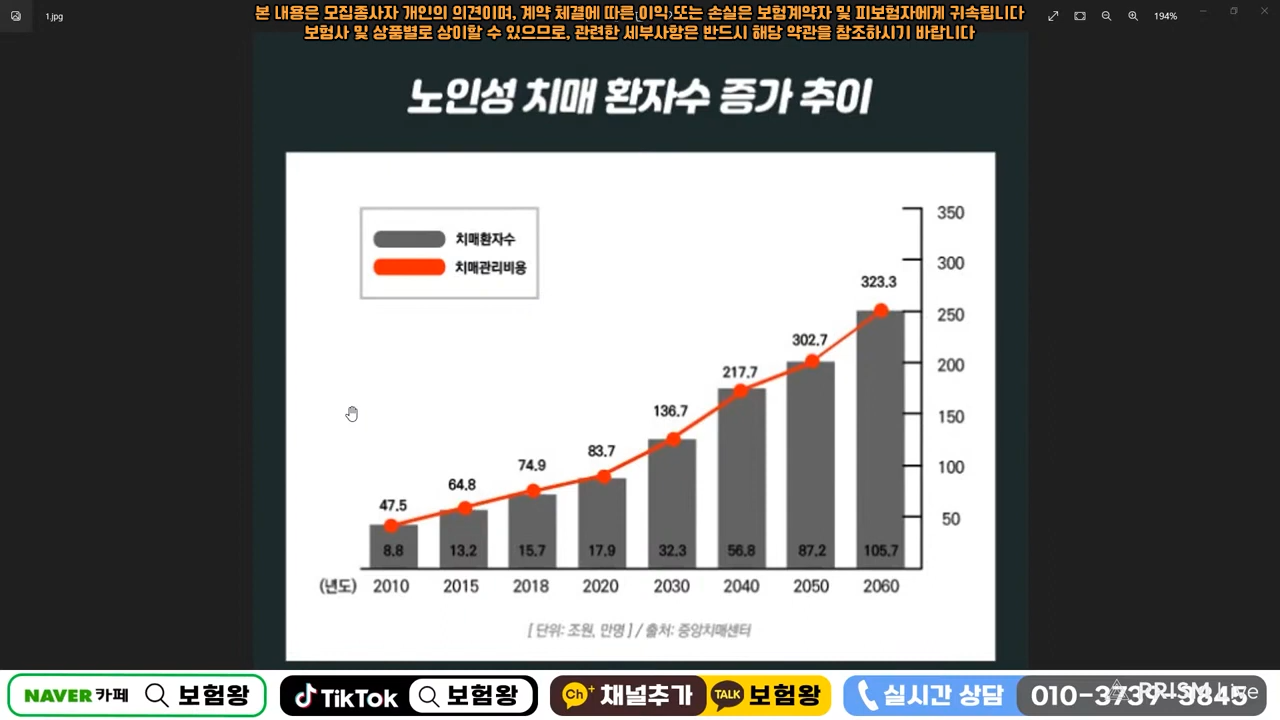 본 내용은 모집종사자 개인의 의견이며, 계약 체결에 따른 이익 또는 손실은 보험계약자 및 피보험자에게 귀속됩니다
보험사 및 상품별로 상이할 수 있으므로, 관련한 세부사항은 반드시 해당 약관을 참조하시기 바랍니다
1.jpg
194%
노인성 치매 환자수 증가 추이
치매환자수
치매관리비용
350
300
250
200
150
100
50
47.5
64.8
74.9
83.7
136.7
217.7
302.7
323.3
8.8
13.2
15.7
17.9
32.3
56.8
87.2
105.7
(년도) 2010 2015 2018 2020 2030 2040 2050 2060
[ 단위: 조원, 만명 ] / 출처: 중앙치매센터
NAVER 카페 보험왕
TikTok 보험왕
Ch+ 채널추가 TALK 보험왕
실시간 상담 010-3739-3845
PRISM Live